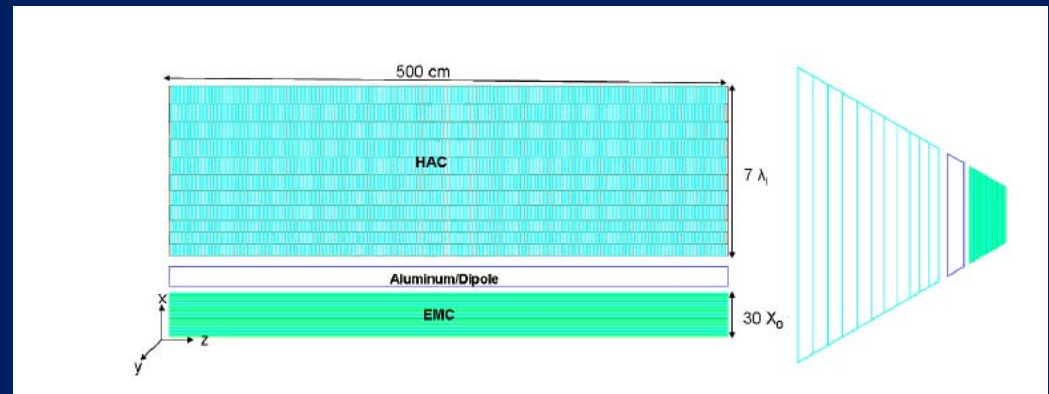 500 cm
HAC
7 λI
Aluminum/Dipole
x
EMC
30 X0
z
y